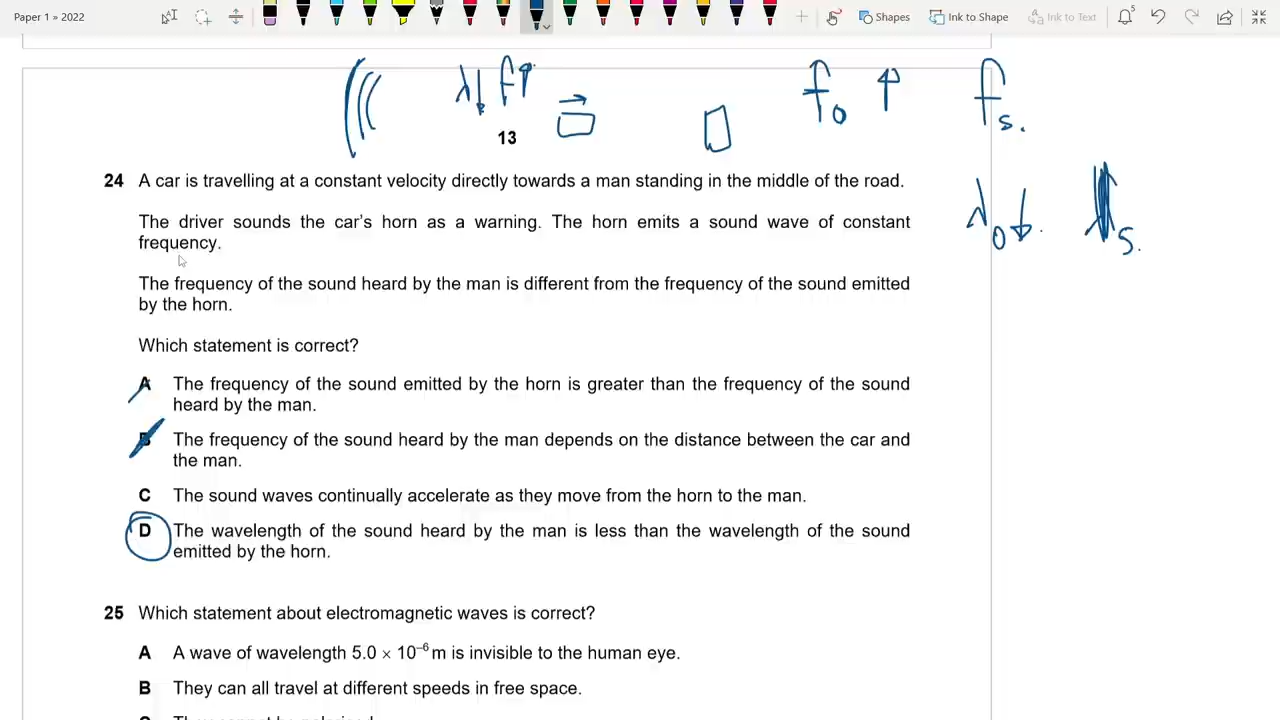 Paper 1 » 2022
Shapes
Ink to Shape
Ink to Text
5
λ↓ f↑
f₀ ↑ fₛ.
13
λ₀↓. λₛ.
24 A car is travelling at a constant velocity directly towards a man standing in the middle of the road.
The driver sounds the car's horn as a warning. The horn emits a sound wave of constant
frequency.
The frequency of the sound heard by the man is different from the frequency of the sound emitted
by the horn.
Which statement is correct?
A The frequency of the sound emitted by the horn is greater than the frequency of the sound
heard by the man.
B The frequency of the sound heard by the man depends on the distance between the car and
the man.
C The sound waves continually accelerate as they move from the horn to the man.
D The wavelength of the sound heard by the man is less than the wavelength of the sound
emitted by the horn.
25 Which statement about electromagnetic waves is correct?
A A wave of wavelength 5.0 × 10⁻⁶ m is invisible to the human eye.
B They can all travel at different speeds in free space.
C They cannot be polarised